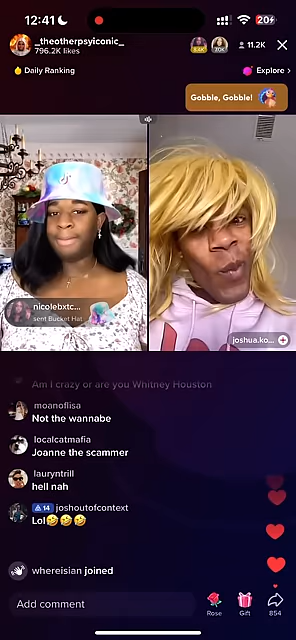 12:41
20
_theotherpsyiconic_
796.2K likes
11.2K
Daily Ranking
Explore >
Gobble, Gobble!
nicolebxtc...
sent Bucket Hat
joshua.ko...
Am I crazy or are you Whitney Houston
moanoflisa
Not the wannabe
localcatmafia
Joanne the scammer
lauryntrill
hell nah
14 joshoutofcontext
Lol🤣🤣🤣
whereisian joined
Add comment
Rose
Gift
854